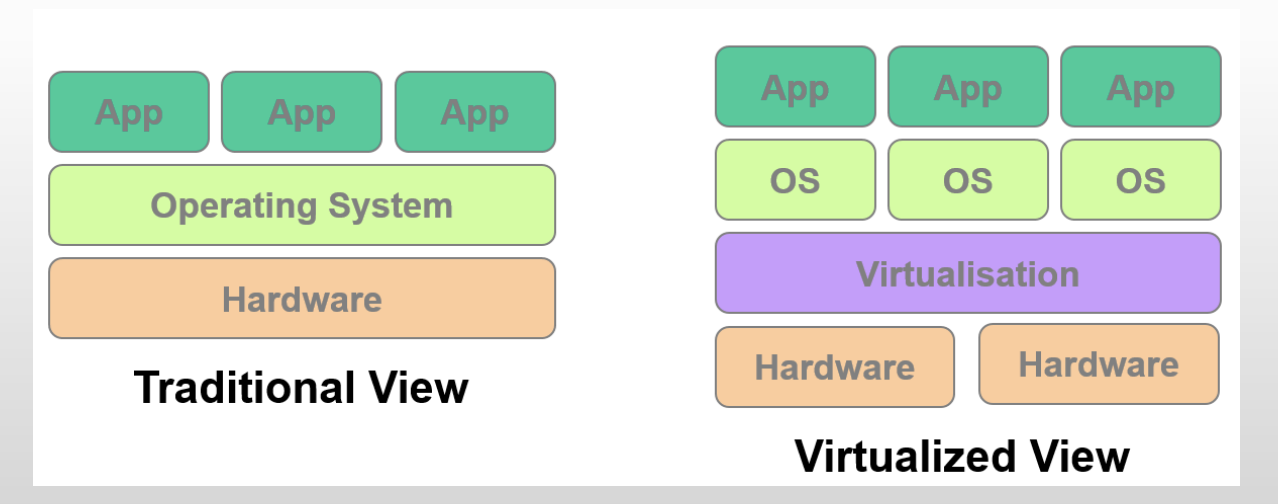 App App App
Operating System
Hardware
Traditional View
App App App
OS OS OS
Virtualisation
Hardware Hardware
Virtualized View